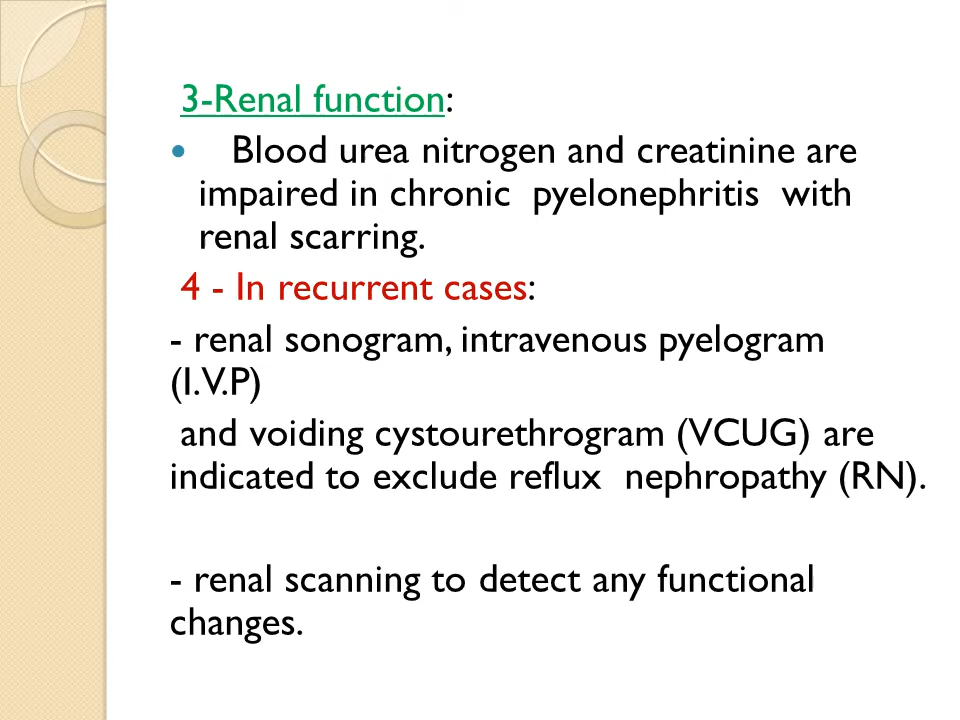 3-Renal function:
• Blood urea nitrogen and creatinine are
impaired in chronic pyelonephritis with
renal scarring.
4 - In recurrent cases:
- renal sonogram, intravenous pyelogram
(I.V.P)
and voiding cystourethrogram (VCUG) are
indicated to exclude reflux nephropathy (RN).
- renal scanning to detect any functional
changes.